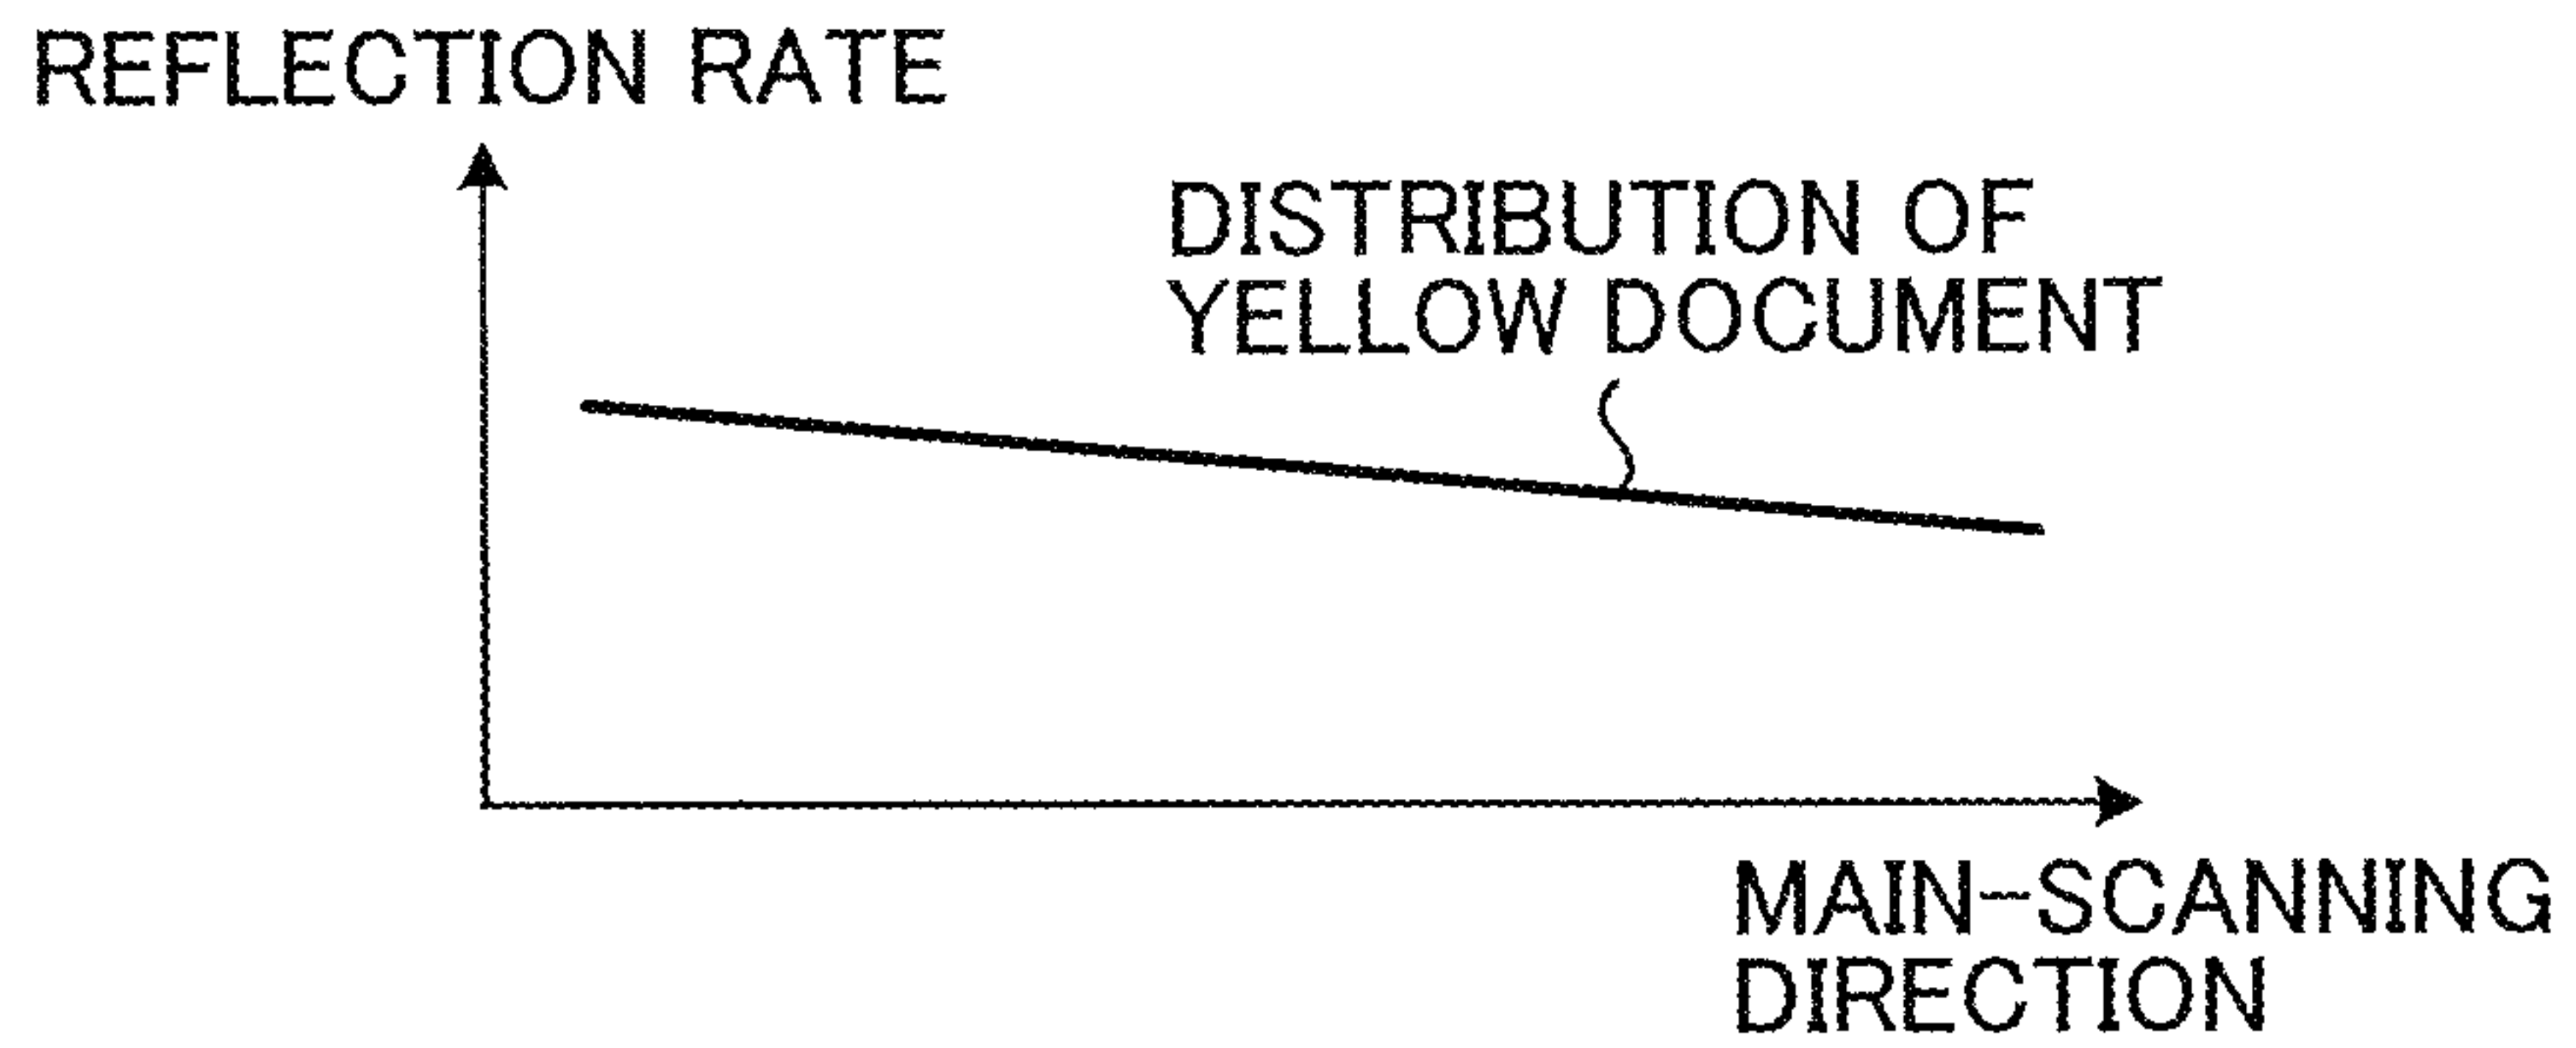 REFLECTION RATE
DISTRIBUTION OF
YELLOW DOCUMENT
MAIN-SCANNING
DIRECTION